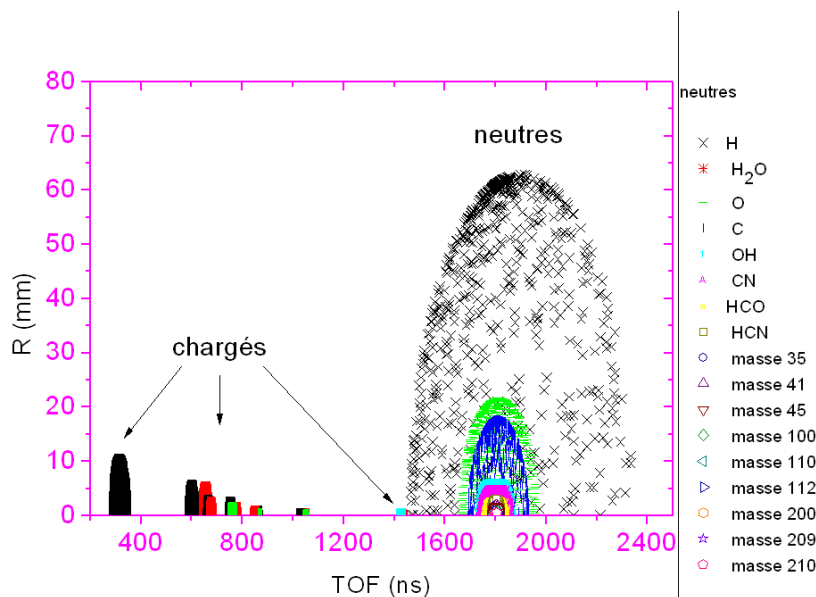 80
70
60
50
40
30
20
10
0
R (mm)
400
800
1200
1600
2000
2400
TOF (ns)
chargés
neutres
neutres
H
H₂O
O
C
OH
CN
HCO
HCN
masse 35
masse 41
masse 45
masse 100
masse 110
masse 112
masse 200
masse 209
masse 210